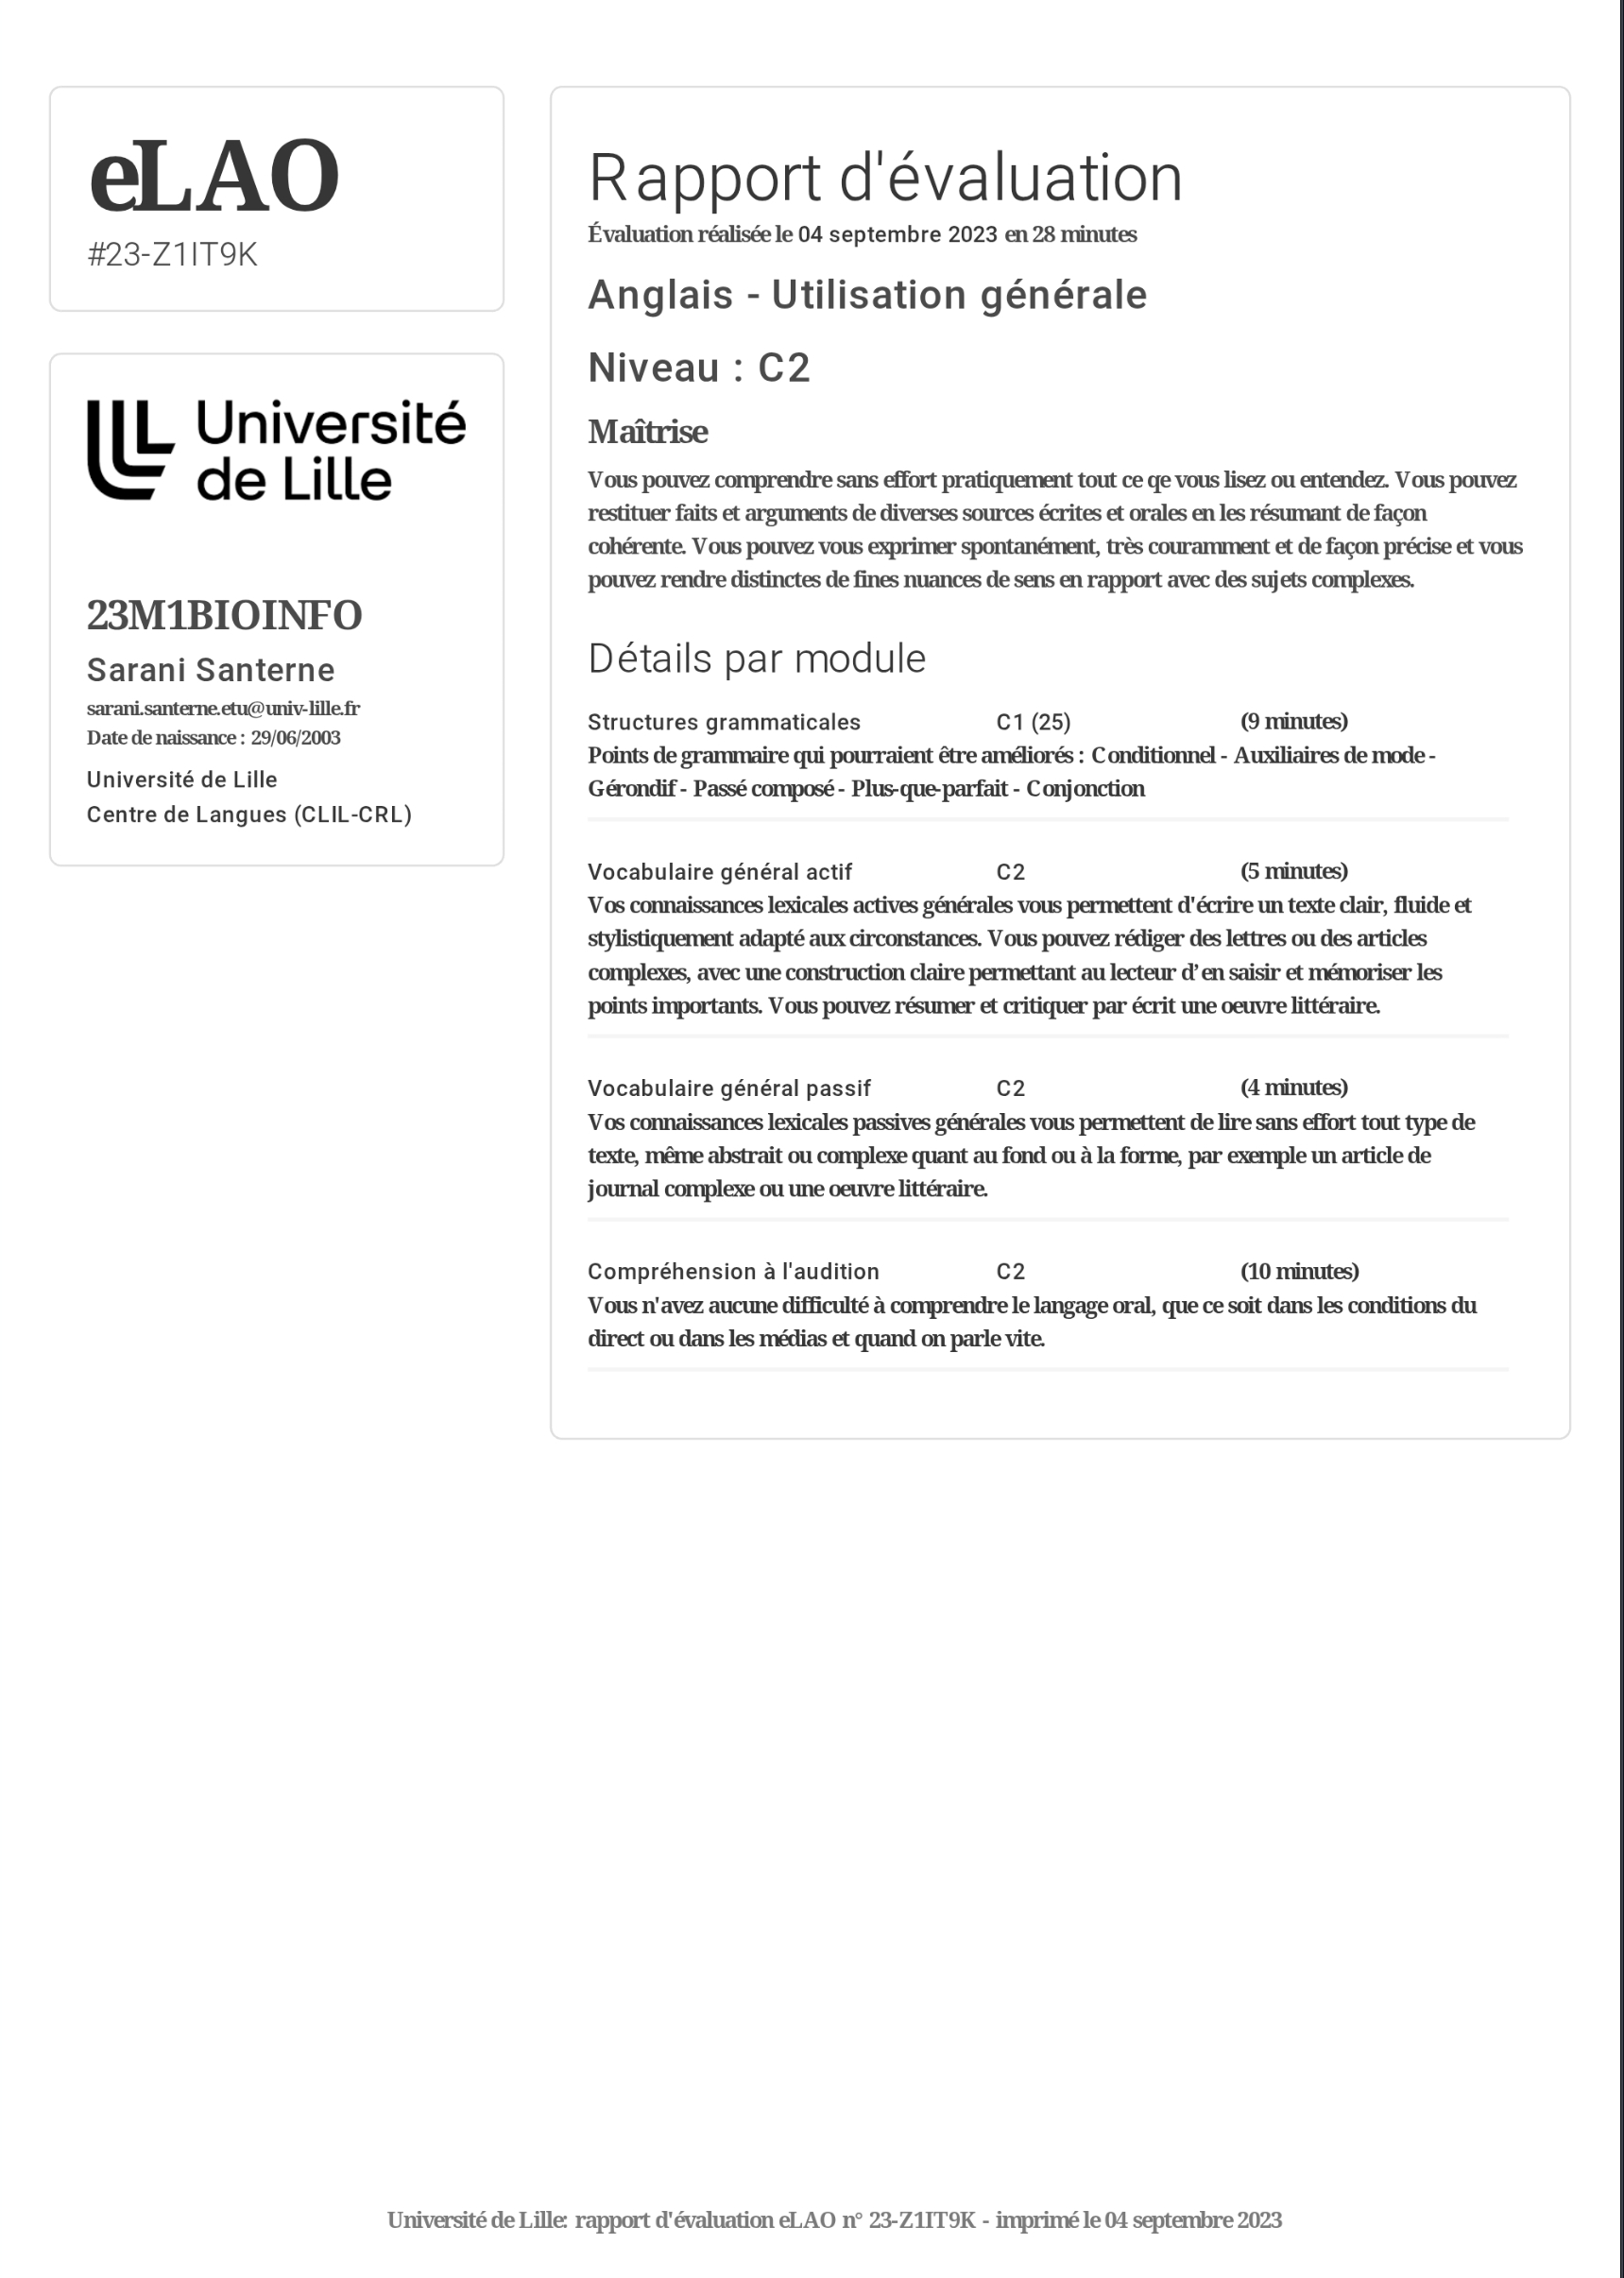 eLAO
#23-Z1IT9K
Université
de Lille
23M1BIOINFO
Sarani Santerne
sarani.santerne.etu@univ-lille.fr
Date de naissance : 29/06/2003
Université de Lille
Centre de Langues (CLIL-CRL)
Rapport d'évaluation
Évaluation réalisée le 04 septembre 2023 en 28 minutes
Anglais - Utilisation générale
Niveau : C2
Maîtrise
Vous pouvez comprendre sans effort pratiquement tout ce qe vous lisez ou entendez. Vous pouvez
restituer faits et arguments de diverses sources écrites et orales en les résumant de façon
cohérente. Vous pouvez vous exprimer spontanément, très couramment et de façon précise et vous
pouvez rendre distinctes de fines nuances de sens en rapport avec des sujets complexes.
Détails par module
Structures grammaticales C1 (25) (9 minutes)
Points de grammaire qui pourraient être améliorés : Conditionnel - Auxiliaires de mode -
Gérondif - Passé composé - Plus-que-parfait - Conjonction
Vocabulaire général actif C2 (5 minutes)
Vos connaissances lexicales actives générales vous permettent d'écrire un texte clair, fluide et
stylistiquement adapté aux circonstances. Vous pouvez rédiger des lettres ou des articles
complexes, avec une construction claire permettant au lecteur d’en saisir et mémoriser les
points importants. Vous pouvez résumer et critiquer par écrit une oeuvre littéraire.
Vocabulaire général passif C2 (4 minutes)
Vos connaissances lexicales passives générales vous permettent de lire sans effort tout type de
texte, même abstrait ou complexe quant au fond ou à la forme, par exemple un article de
journal complexe ou une oeuvre littéraire.
Compréhension à l'audition C2 (10 minutes)
Vous n'avez aucune difficulté à comprendre le langage oral, que ce soit dans les conditions du
direct ou dans les médias et quand on parle vite.
Université de Lille: rapport d'évaluation eLAO n° 23-Z1IT9K - imprimé le 04 septembre 2023